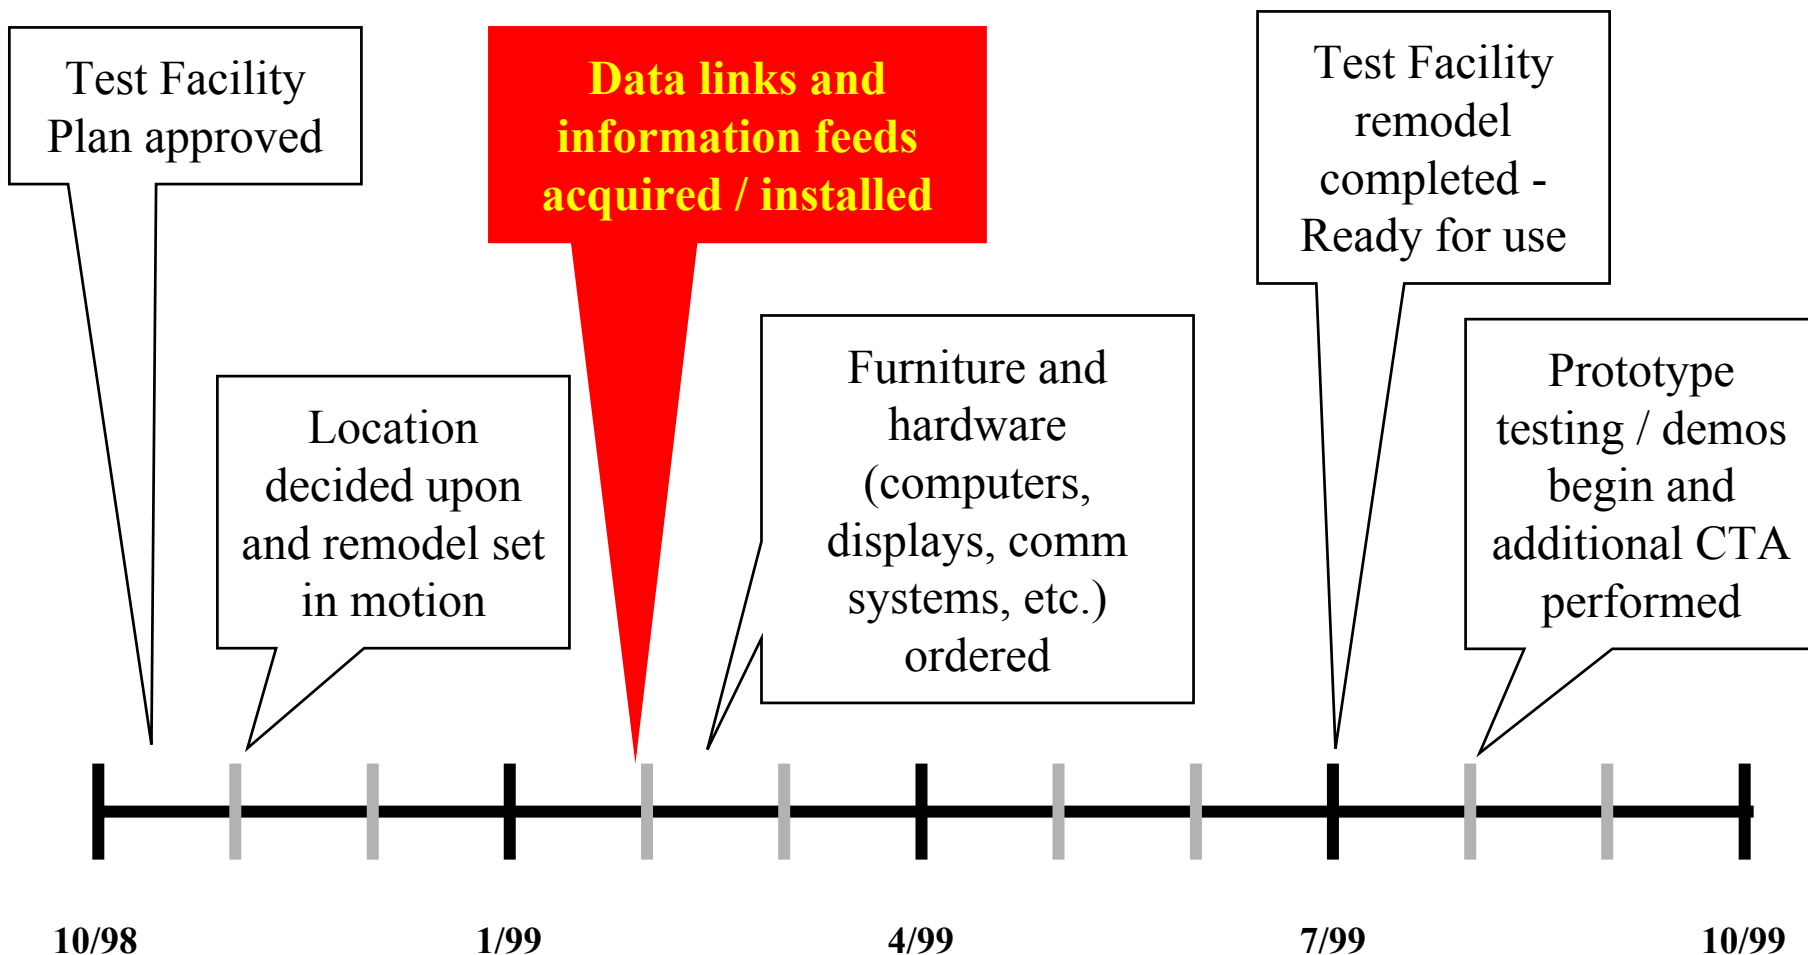 Test Facility
Plan approved
Location
decided upon
and remodel set
in motion
Data links and
information feeds
acquired / installed
Furniture and
hardware
(computers,
displays, comm
systems, etc.)
ordered
Test Facility
remodel
completed -
Ready for use
Prototype
testing / demos
begin and
additional CTA
performed
10/98
1/99
4/99
7/99
10/99